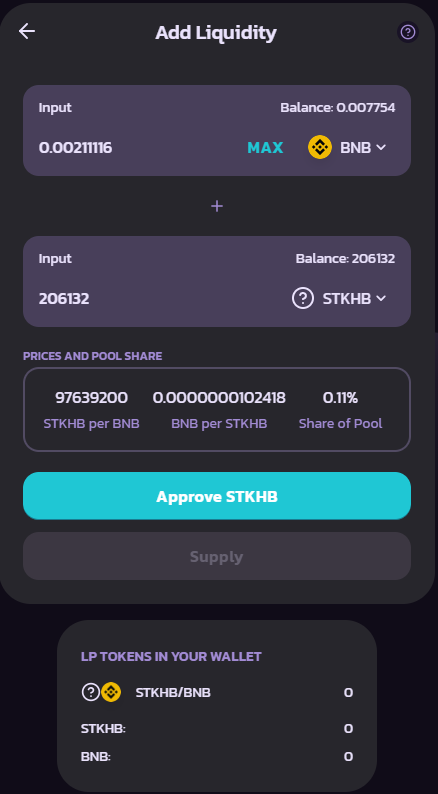 Add Liquidity
?
Input Balance: 0.007754
0.00211116 MAX BNB
+
Input Balance: 206132
206132 ? STKHB
PRICES AND POOL SHARE
97639200 0.0000000102418 0.11%
STKHB per BNB BNB per STKHB Share of Pool
Approve STKHB
Supply
LP TOKENS IN YOUR WALLET
? STKHB/BNB 0
STKHB: 0
BNB: 0